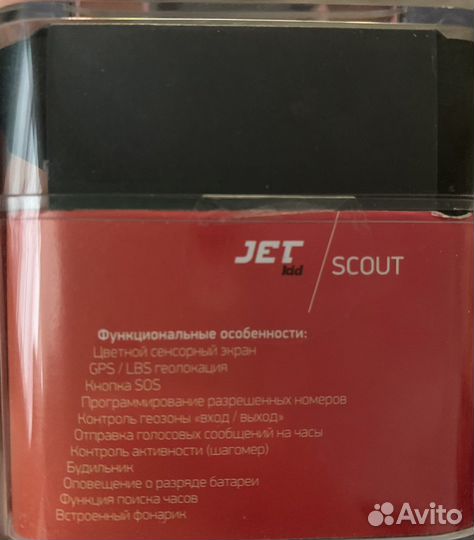 JET kid / SCOUT
Функциональные особенности:
Цветной сенсорный экран
GPS / LBS геолокация
Кнопка SOS
Программирование разрешенных номеров
Контроль геозоны «вход / выход»
Отправка голосовых сообщений на часы
Контроль активности (шагомер)
Будильник
Оповещение о разряде батареи
Функция поиска часов
Встроенный фонарик
Avito